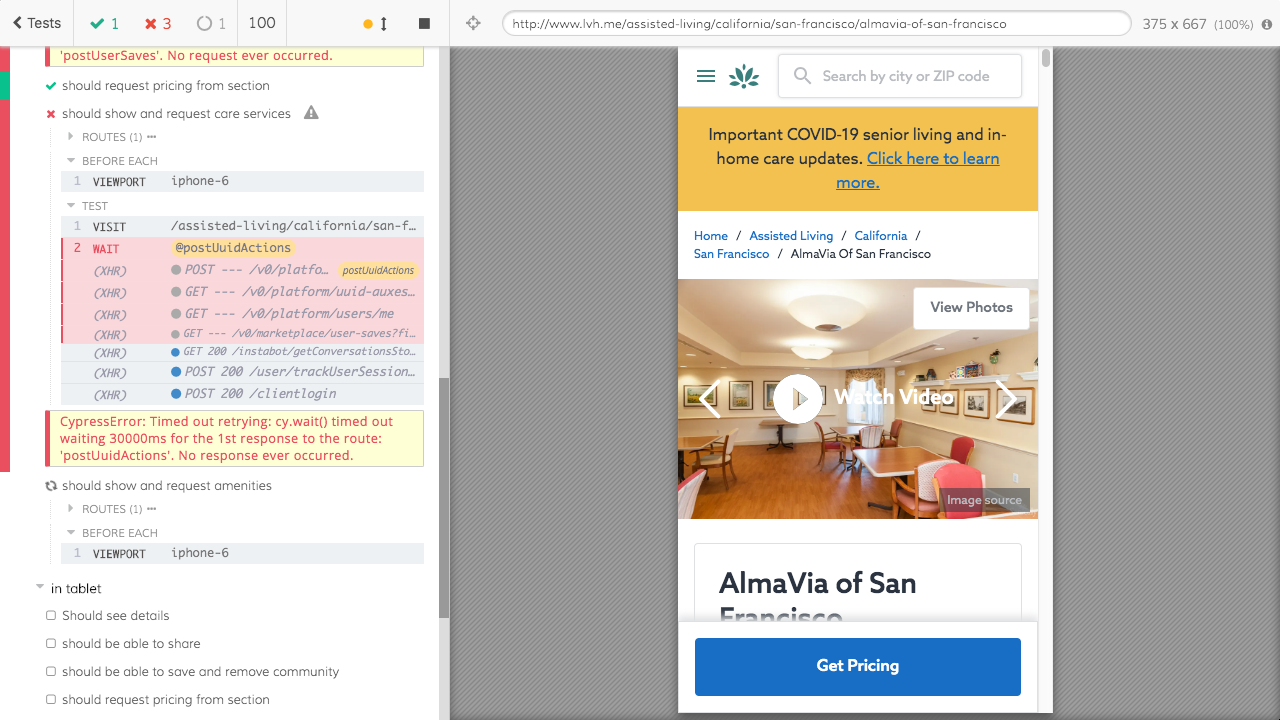 Tests
1
3
1
100
http://www.lvh.me/assisted-living/california/san-francisco/almavia-of-san-francisco
375 x 667 (100%)
'postUserSaves'. No request ever occurred.
should request pricing from section
should show and request care services
ROUTES (1)
BEFORE EACH
1 VIEWPORT iphone-6
TEST
1 VISIT /assisted-living/california/san-f…
2 WAIT @postUuidActions
(XHR) POST --- /v0/platfo… postUuidActions
(XHR) GET --- /v0/platform/uuid-auxes…
(XHR) GET --- /v0/platform/users/me
(XHR) GET --- /v0/marketplace/user-saves?fi…
(XHR) GET 200 /instabot/getConversationsSto…
(XHR) POST 200 /user/trackUserSession…
(XHR) POST 200 /clientlogin
CypressError: Timed out retrying: cy.wait() timed out
waiting 30000ms for the 1st response to the route:
'postUuidActions'. No response ever occurred.
should show and request amenities
ROUTES (1)
BEFORE EACH
1 VIEWPORT iphone-6
in tablet
Should see details
should be able to share
should be able to save and remove community
should request pricing from section
Search by city or ZIP code
Important COVID-19 senior living and in-
home care updates. Click here to learn
more.
Home / Assisted Living / California /
San Francisco / AlmaVia Of San Francisco
View Photos
Watch Video
Image source
AlmaVia of San
Francisco
Get Pricing